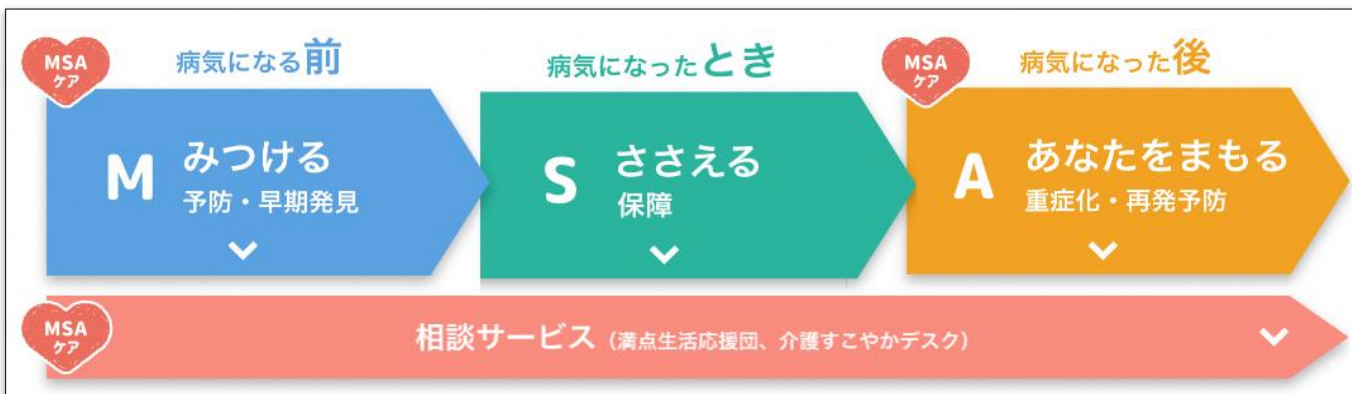 MSA
ケア
病気になる前
M
みつける
予防・早期発見
病気になったとき
S
ささえる
保障
MSA
ケア
病気になった後
A
あなたをまもる
重症化・再発予防
MSA
ケア
相談サービス（満点生活応援団、介護すこやかデスク）